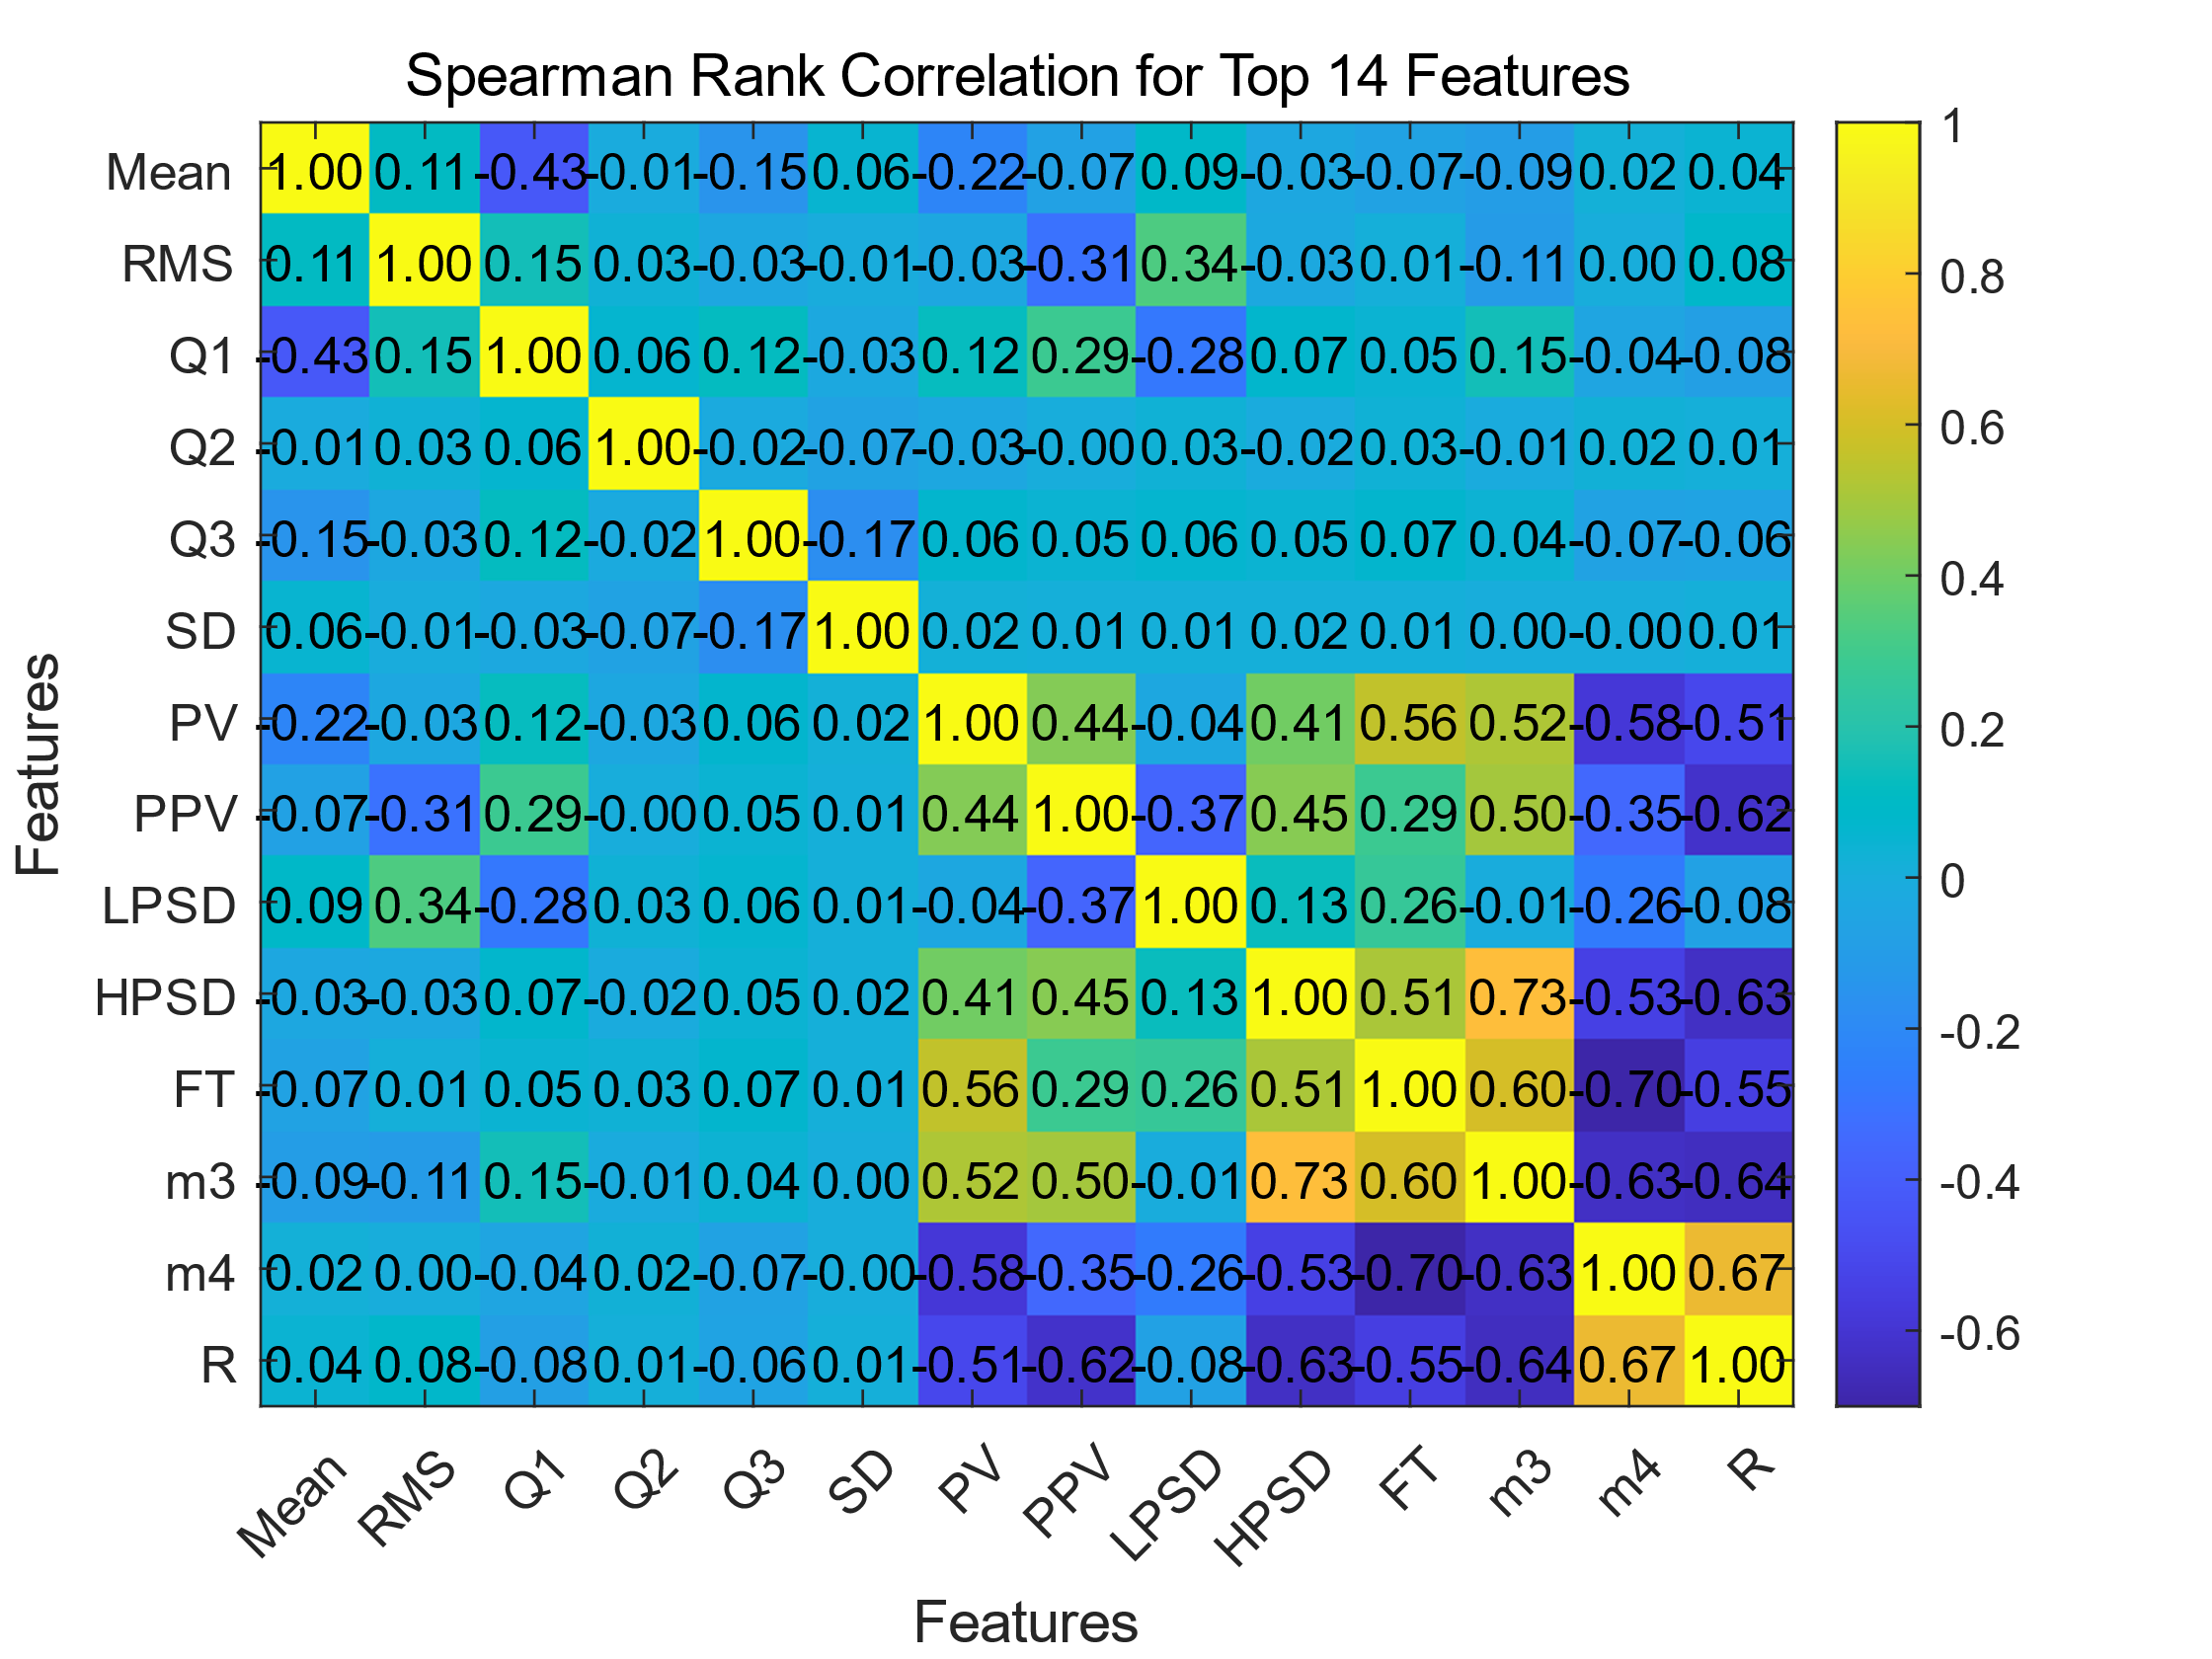 Spearman Rank Correlation for Top 14 Features
Mean 1.00 0.11 -0.43 -0.01 -0.15 0.06 -0.22 -0.07 0.09 -0.03 -0.07 -0.09 0.02 0.04
RMS 0.11 1.00 0.15 0.03 -0.03 -0.01 -0.03 -0.31 0.34 -0.03 0.01 -0.11 0.00 0.08
Q1 -0.43 0.15 1.00 0.06 0.12 -0.03 0.12 0.29 -0.28 0.07 0.05 0.15 -0.04 -0.08
Q2 -0.01 0.03 0.06 1.00 -0.02 -0.07 -0.03 -0.00 0.03 -0.02 0.03 -0.01 0.02 0.01
Q3 -0.15 -0.03 0.12 -0.02 1.00 -0.17 0.06 0.05 0.06 0.05 0.07 0.04 -0.07 -0.06
SD 0.06 -0.01 -0.03 -0.07 -0.17 1.00 0.02 0.01 0.01 0.02 0.01 0.00 -0.00 0.01
PV -0.22 -0.03 0.12 -0.03 0.06 0.02 1.00 0.44 -0.04 0.41 0.56 0.52 -0.58 -0.51
PPV -0.07 -0.31 0.29 -0.00 0.05 0.01 0.44 1.00 -0.37 0.45 0.29 0.50 -0.35 -0.62
LPSD 0.09 0.34 -0.28 0.03 0.06 0.01 -0.04 -0.37 1.00 0.13 0.26 -0.01 -0.26 -0.08
HPSD -0.03 -0.03 0.07 -0.02 0.05 0.02 0.41 0.45 0.13 1.00 0.51 0.73 -0.53 -0.63
FT -0.07 0.01 0.05 0.03 0.07 0.01 0.56 0.29 0.26 0.51 1.00 0.60 -0.70 -0.55
m3 -0.09 -0.11 0.15 -0.01 0.04 0.00 0.52 0.50 -0.01 0.73 0.60 1.00 -0.63 -0.64
m4 0.02 0.00 -0.04 0.02 -0.07 -0.00 -0.58 -0.35 -0.26 -0.53 -0.70 -0.63 1.00 0.67
R 0.04 0.08 -0.08 0.01 -0.06 0.01 -0.51 -0.62 -0.08 -0.63 -0.55 -0.64 0.67 1.00
Mean RMS Q1 Q2 Q3 SD PV PPV LPSD HPSD FT m3 m4 R
Features
Features
1
0.8
0.6
0.4
0.2
0
-0.2
-0.4
-0.6